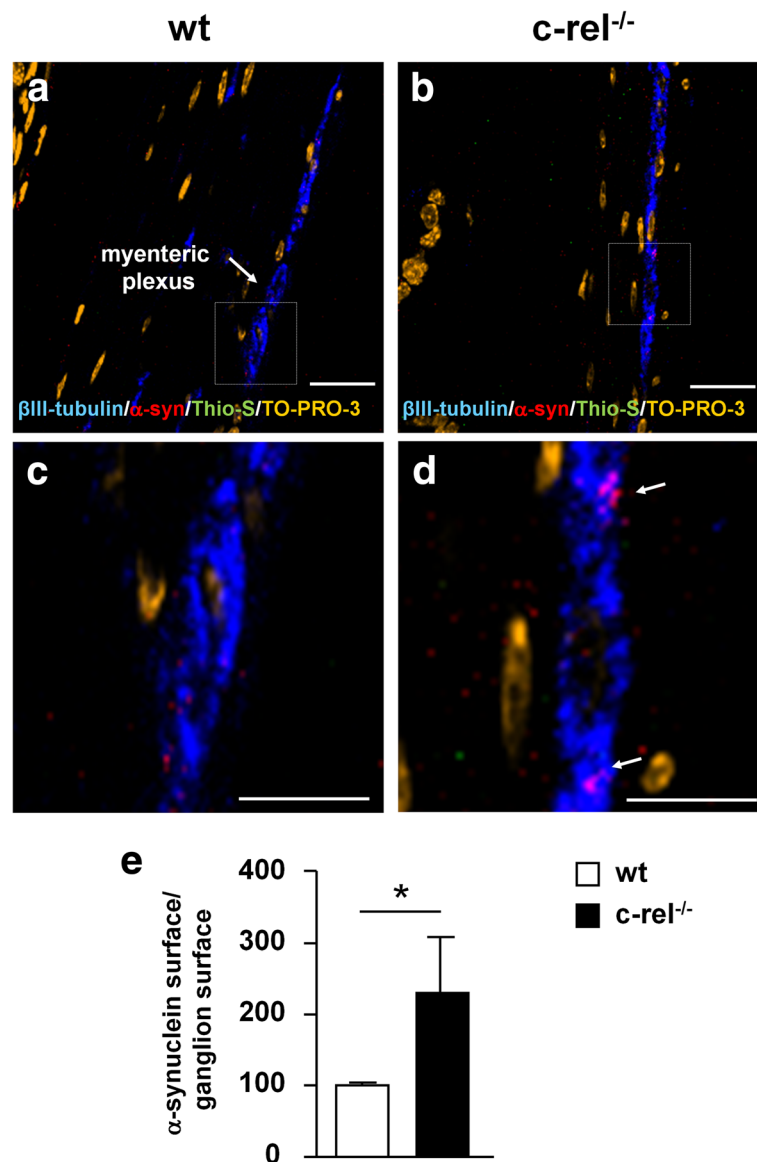 wt
c-rel-/-
a
b
myenteric
plexus
βIII-tubulin/α-syn/Thio-S/TO-PRO-3
βIII-tubulin/α-syn/Thio-S/TO-PRO-3
c
d
e
α-synuclein surface/
ganglion surface
400
300
200
100
0
*
wt
c-rel-/-